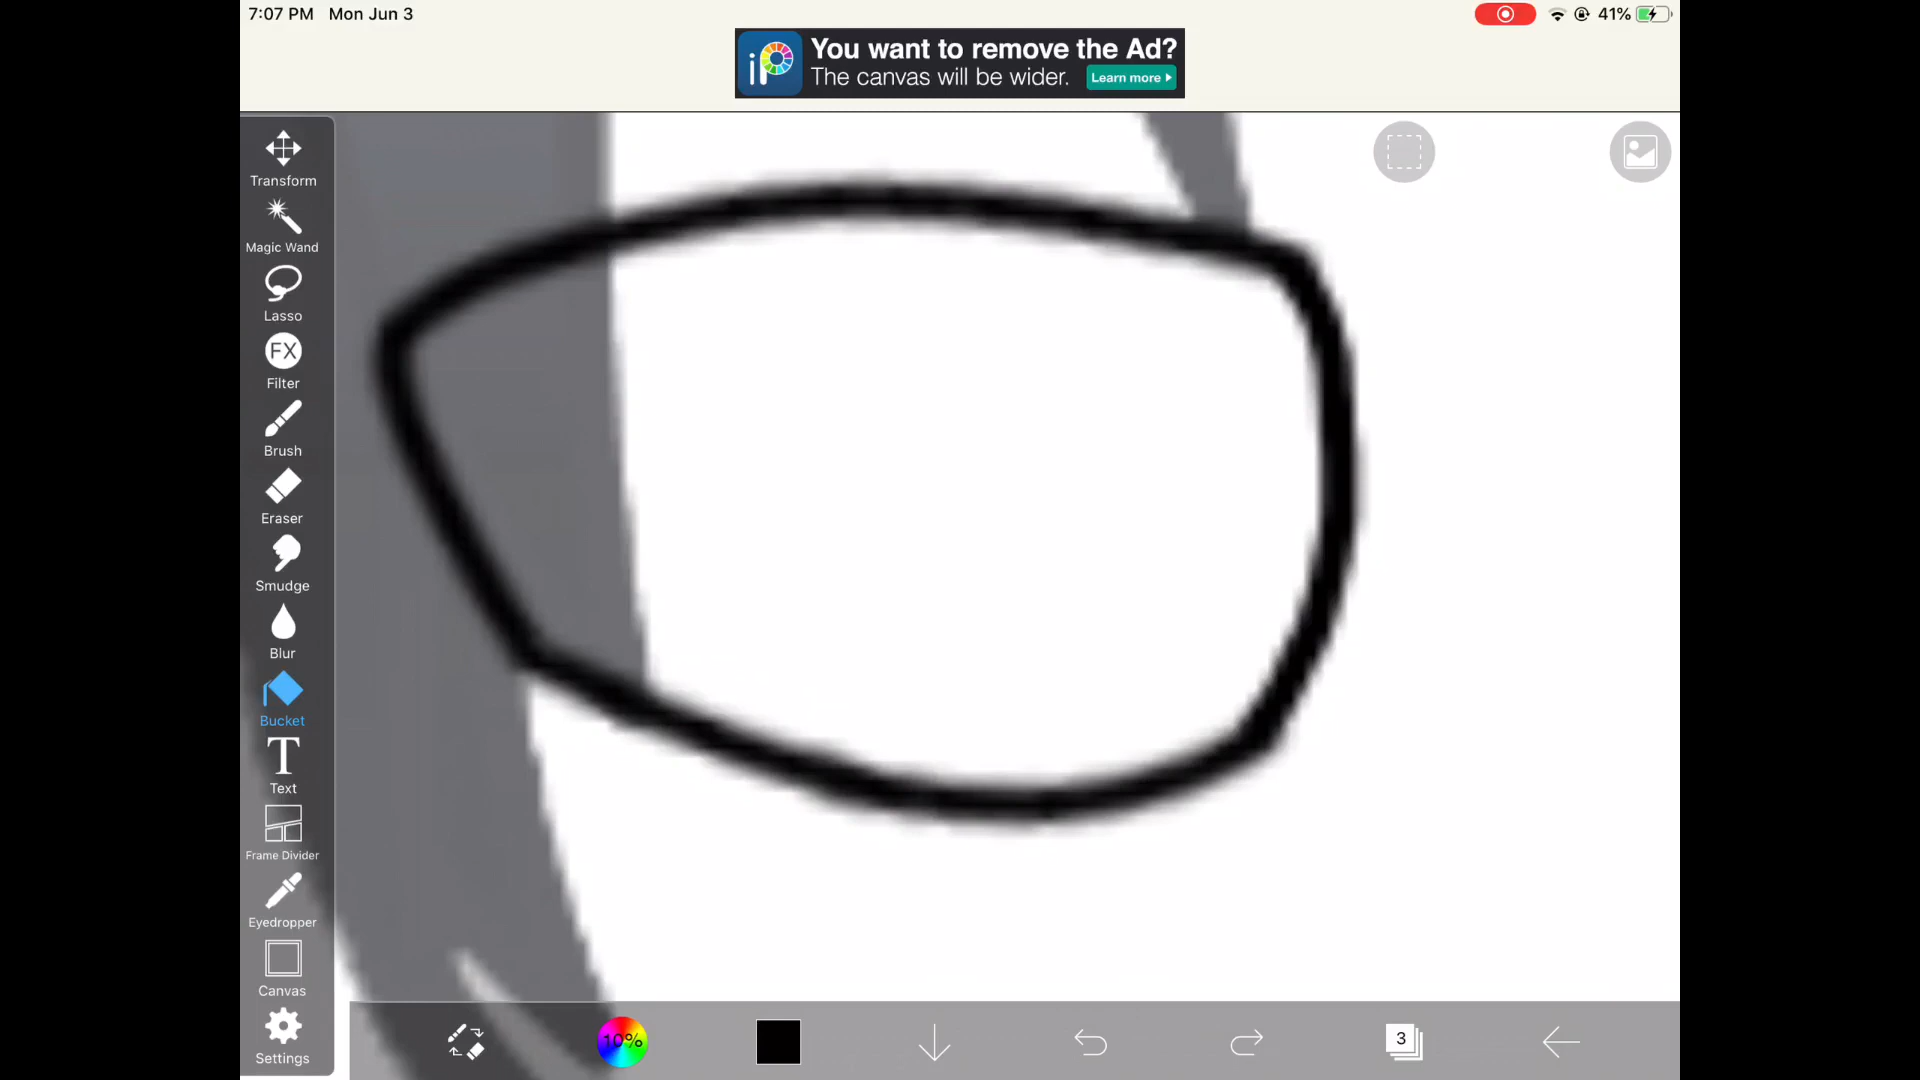 7:07 PM Mon Jun 3
41%
iP
You want to remove the Ad?
The canvas will be wider.
Learn more
Transform
Magic Wand
Lasso
FX
Filter
Brush
Eraser
Smudge
Blur
Bucket
T
Text
Frame Divider
Eyedropper
Canvas
Settings
10%
3